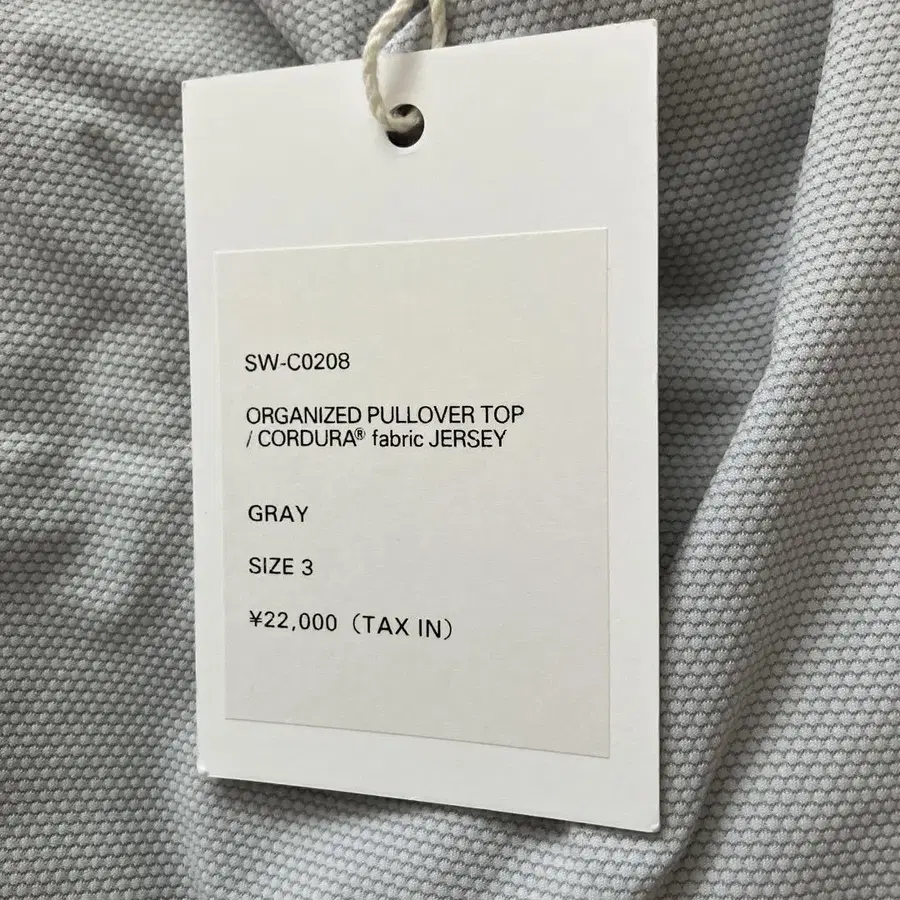 SW-C0208
ORGANIZED PULLOVER TOP
/ CORDURA® fabric JERSEY
GRAY
SIZE 3
¥22,000（TAX IN）